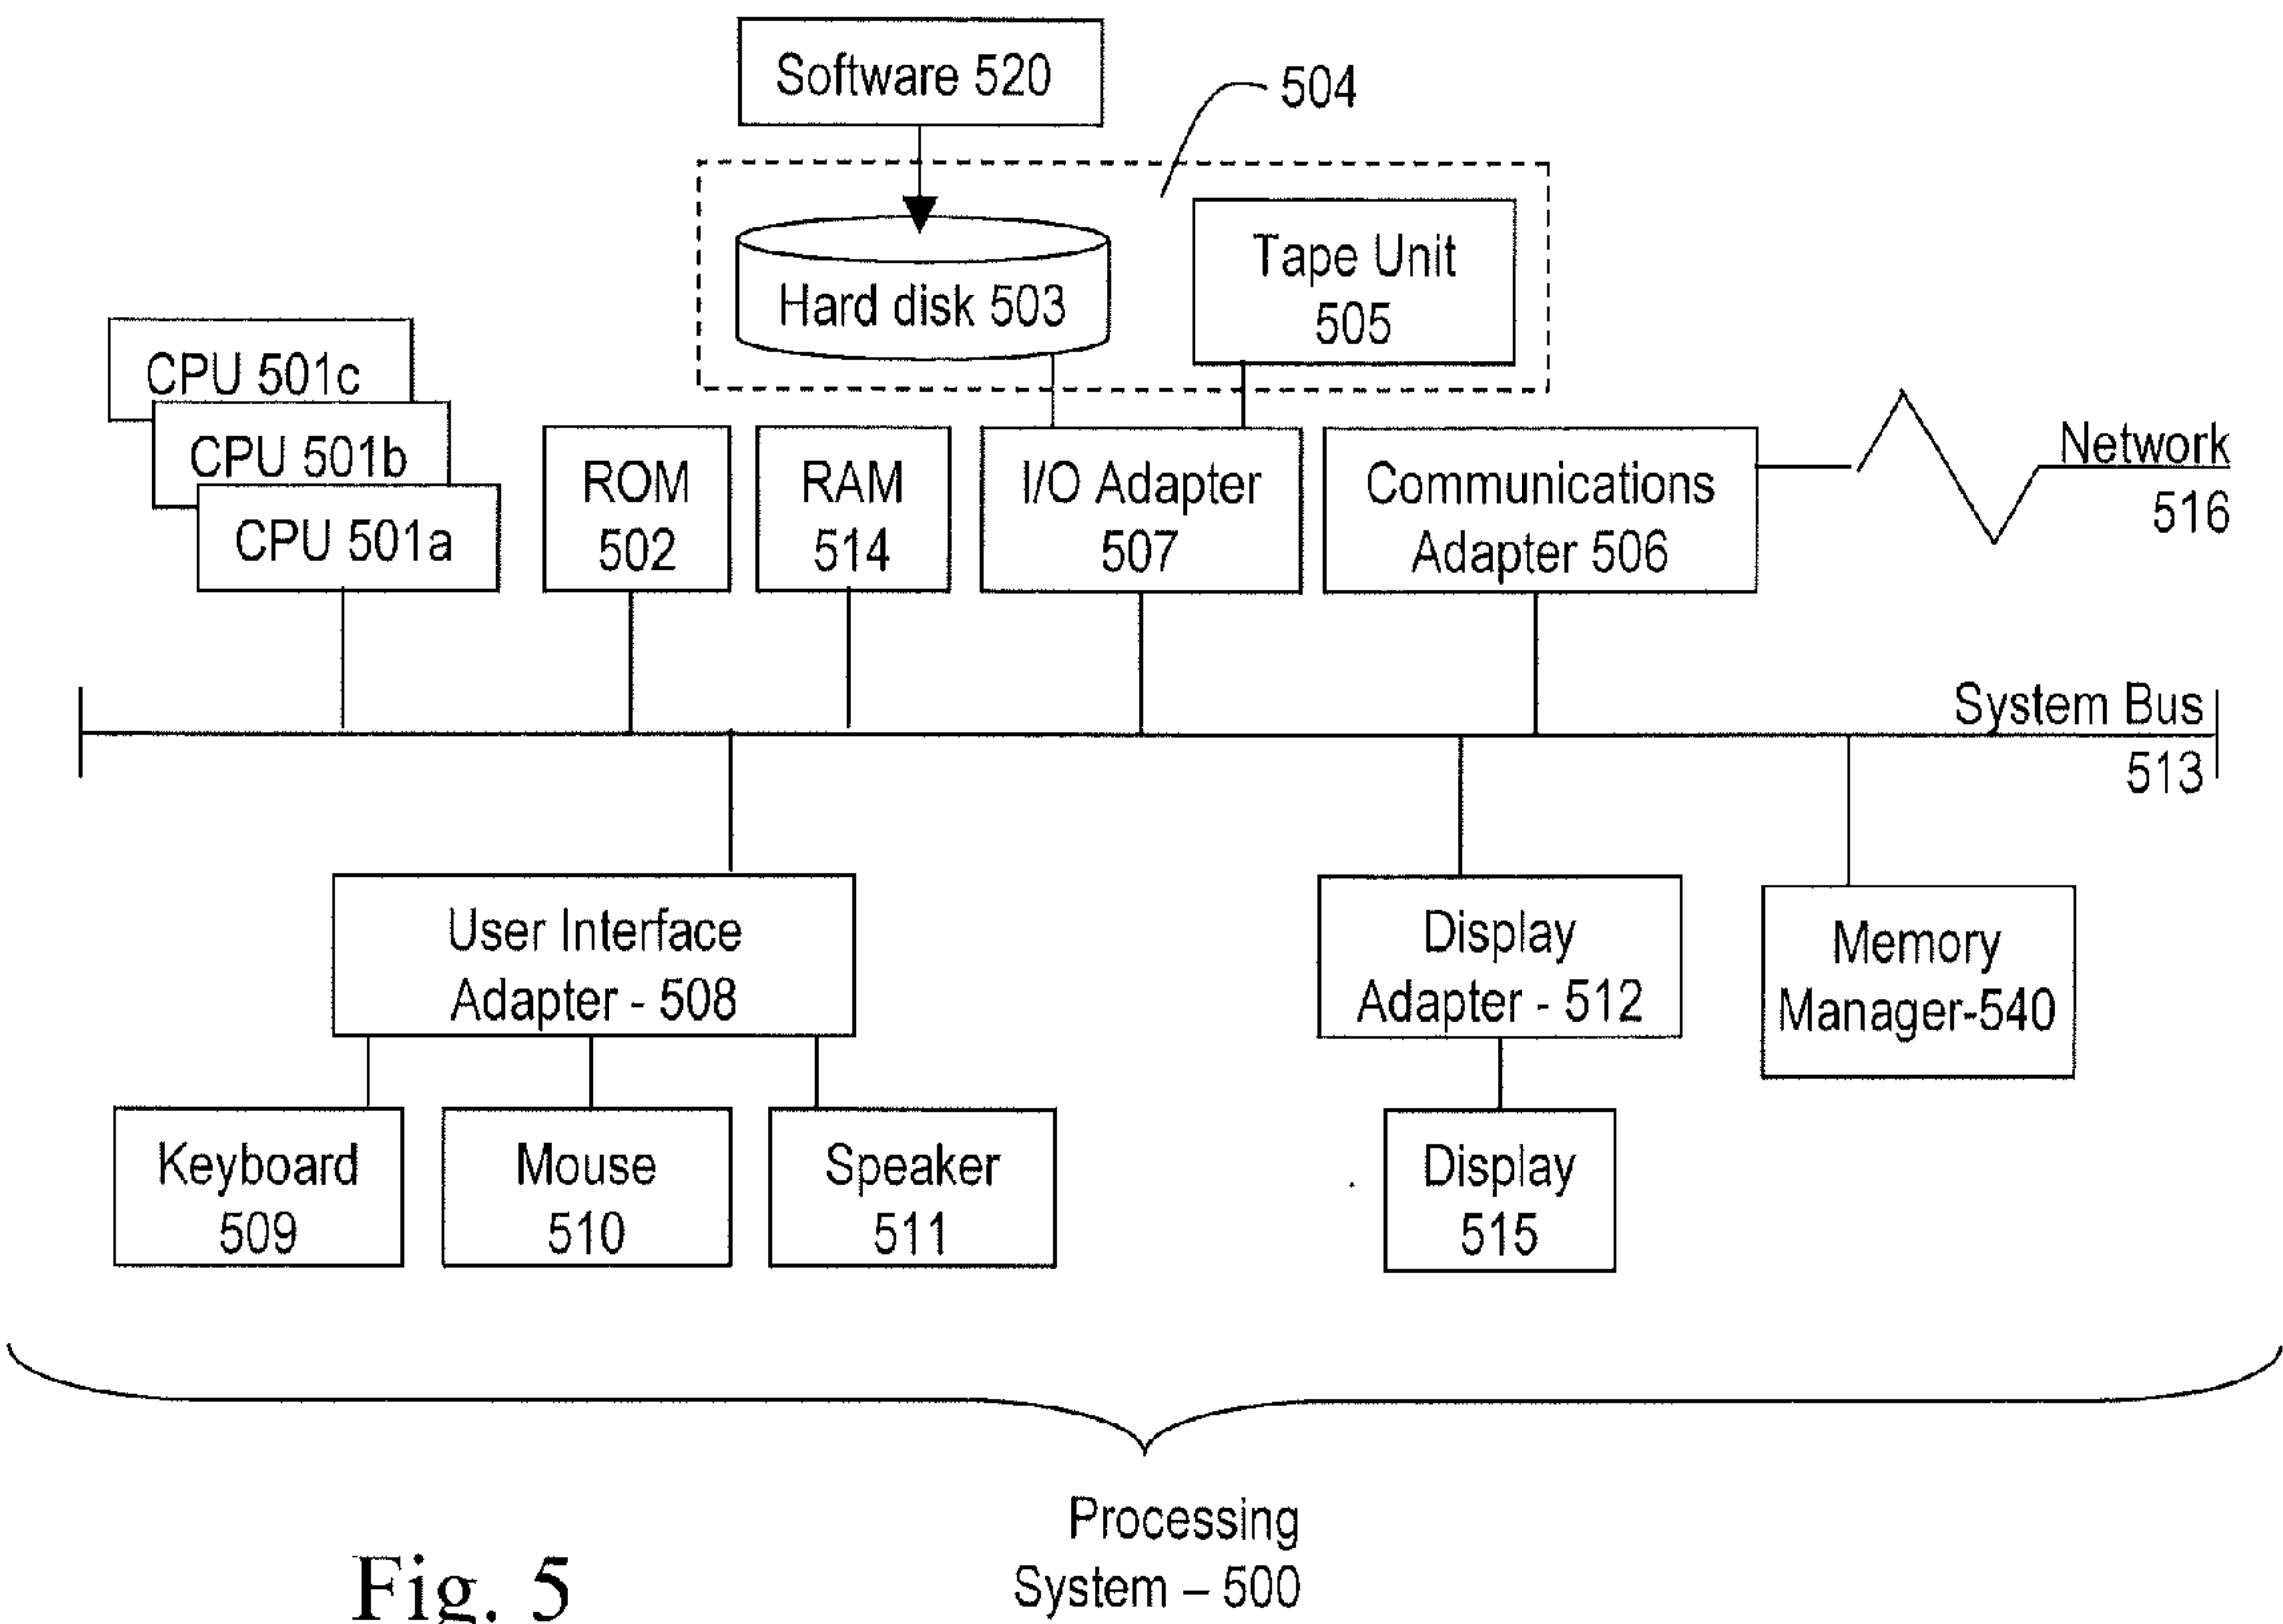 Software 520
504
Hard disk 503
Tape Unit
505
CPU 501c
CPU 501b
CPU 501a
ROM
502
RAM
514
I/O Adapter
507
Communications
Adapter 506
Network
516
System Bus
513
User Interface
Adapter - 508
Display
Adapter - 512
Memory
Manager-540
Keyboard
509
Mouse
510
Speaker
511
Display
515
Processing
System – 500
Fig. 5